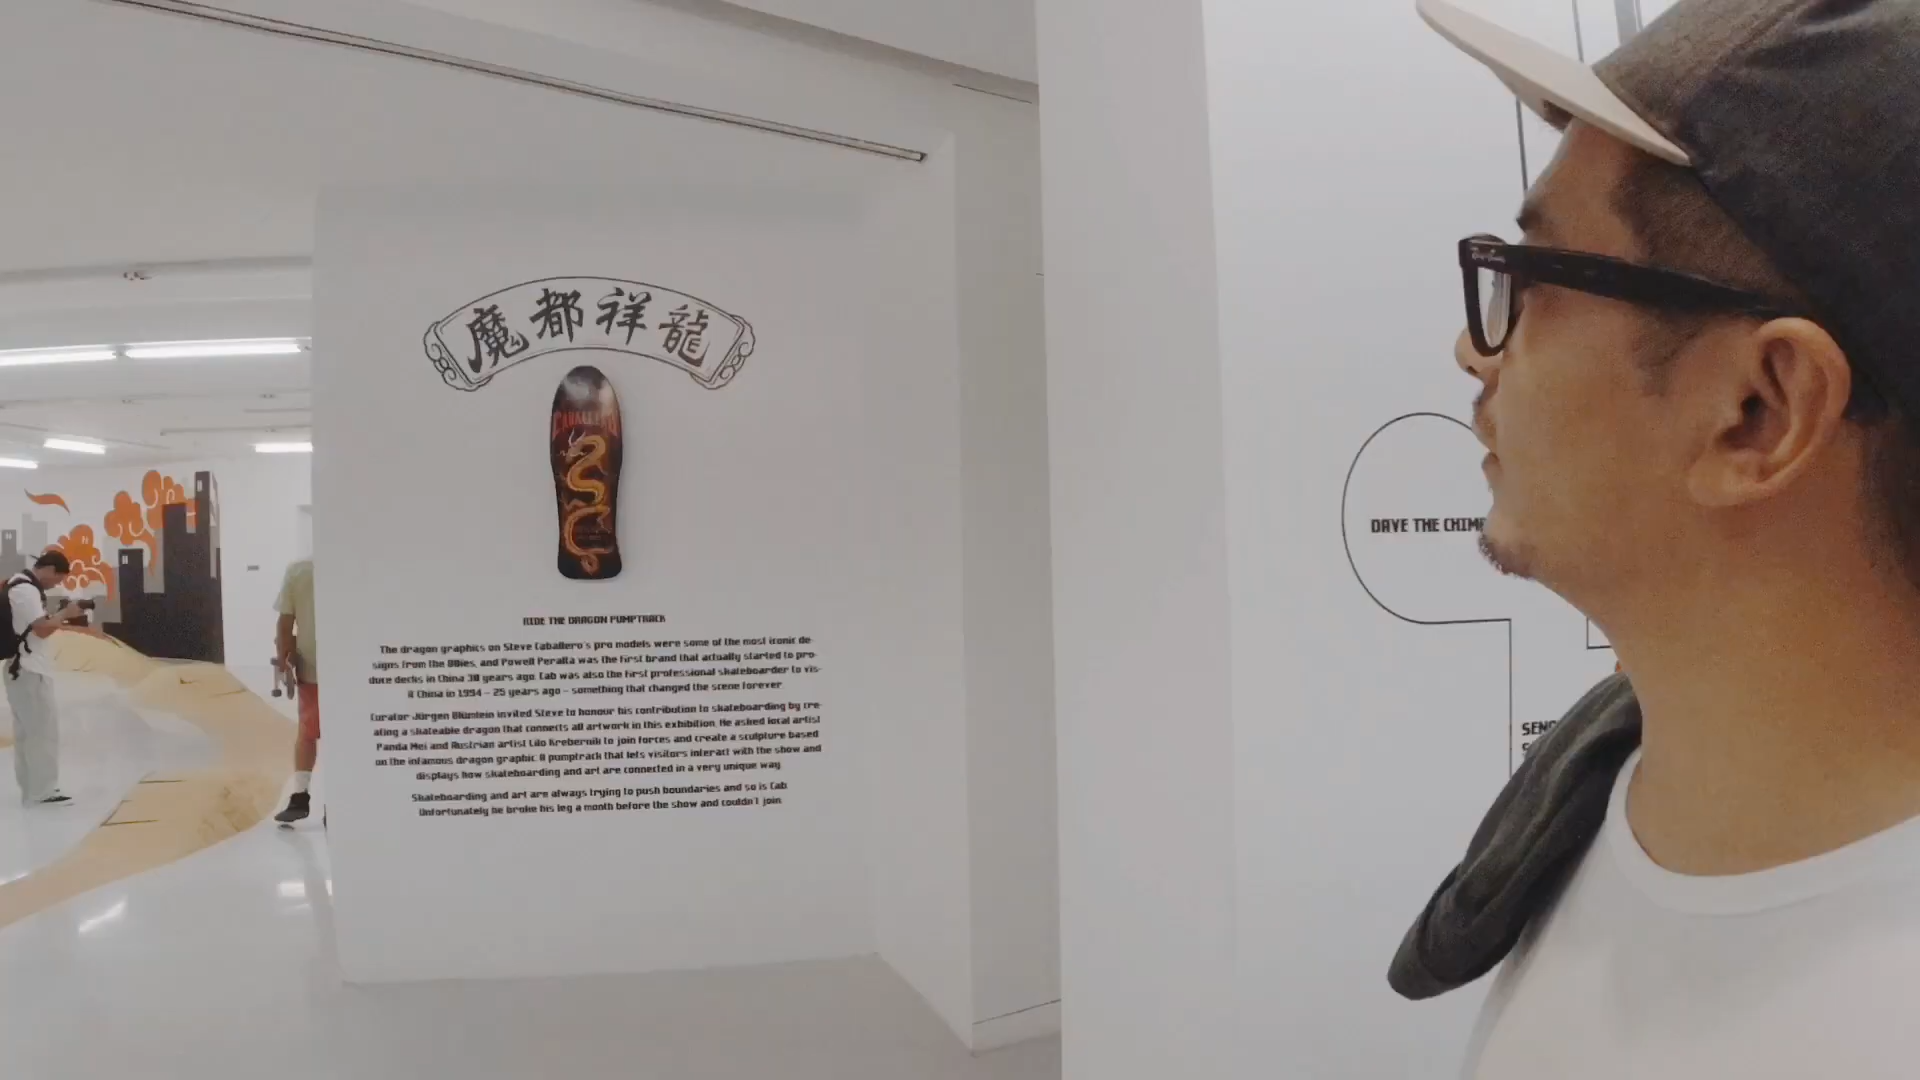 魔都祥龍
CABALLERO
RIDE THE DRAGON PUMPTRACK
The dragon graphics on Steve Caballero's pro models were some of the most iconic de-
signs from the 80ies, and Powell Peralta was the first brand that actually started to pro-
duce decks in China 30 years ago. Cab was also the first professional skateboarder to vis-
it China in 1994 – 25 years ago – something that changed the scene forever.
Curator Jürgen Blümlein invited Steve to honour his contribution to skateboarding by cre-
ating a skateable dragon that connects all artwork in this exhibition. He asked local artist
Panda Mei and Austrian artist Lilo Krebernik to join forces and create a sculpture based
on the infamous dragon graphic. A pumptrack that lets visitors interact with the show and
displays how skateboarding and art are connected in a very unique way.
Skateboarding and art are always trying to push boundaries and so is Cab.
Unfortunately he broke his leg a month before the show and couldn't join.
DAVE THE CHIM
SENS
Ray-Ban